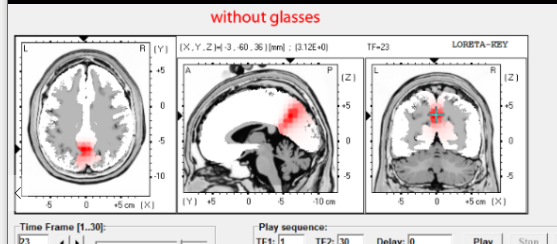 without glasses
L R (Y) (X,Y,Z)=(-3,-60,36)[mm] ; (3.12E+0) TF=23 LORETA-KEY
A P (Z) L R (Z)
+5 +5 +5
0 0 0
-5 -5 -5
-10
-5 0 +5 cm (X) (Y) +5 0 -5 -10 cm -5 0 +5 cm (X)
Time Frame [1..30]: Play sequence:
23 TF1: 1 TF2: 30 Delay: 0 Play Stop